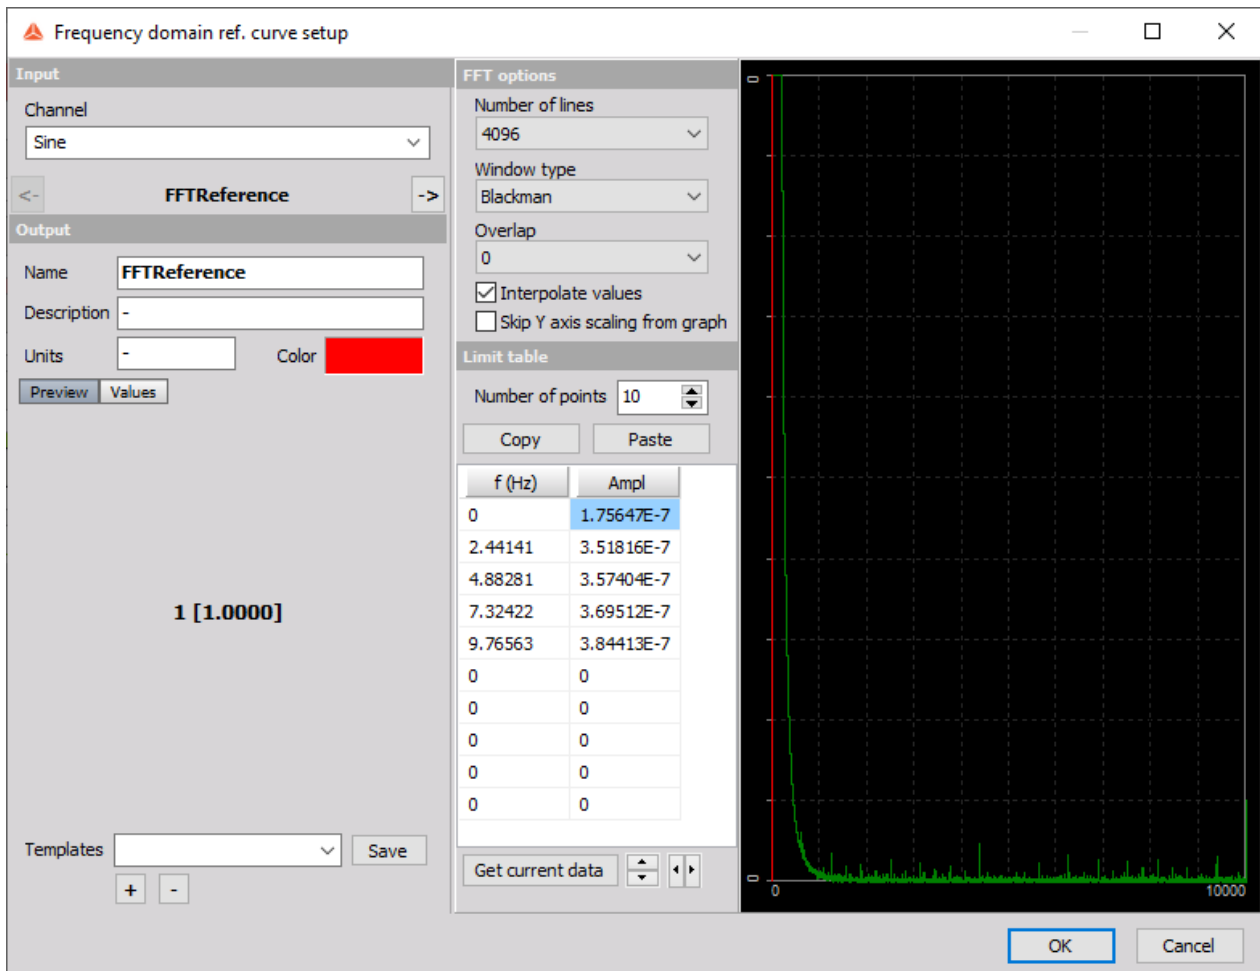 Frequency domain ref. curve setup
Input
Channel
Sine
<- FFTReference ->
Output
Name FFTReference
Description -
Units - Color
Preview Values
1 [1.0000]
Templates Save
+ -
FFT options
Number of lines
4096
Window type
Blackman
Overlap
0
Interpolate values
Skip Y axis scaling from graph
Limit table
Number of points 10
Copy Paste
f (Hz) Ampl
0 1.75647E-7
2.44141 3.51816E-7
4.88281 3.57404E-7
7.32422 3.69512E-7
9.76563 3.84413E-7
0 0
0 0
0 0
0 0
0 0
Get current data
0
0
0 10000
OK Cancel